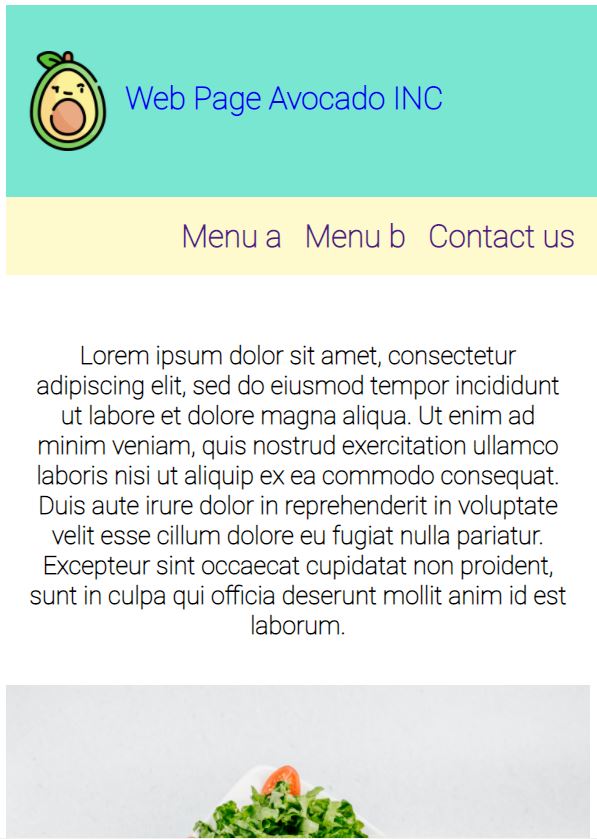 Web Page Avocado INC
Menu a Menu b Contact us
Lorem ipsum dolor sit amet, consectetur
adipiscing elit, sed do eiusmod tempor incididunt
ut labore et dolore magna aliqua. Ut enim ad
minim veniam, quis nostrud exercitation ullamco
laboris nisi ut aliquip ex ea commodo consequat.
Duis aute irure dolor in reprehenderit in voluptate
velit esse cillum dolore eu fugiat nulla pariatur.
Excepteur sint occaecat cupidatat non proident,
sunt in culpa qui officia deserunt mollit anim id est
laborum.